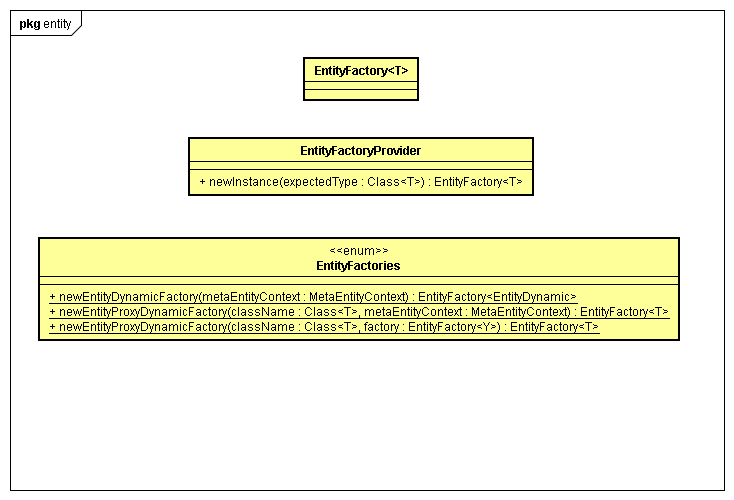 pkg entity
EntityFactory<T>
EntityFactoryProvider
+ newInstance(expectedType : Class<T>) : EntityFactory<T>
<<enum>>
EntityFactories
+ newEntityDynamicFactory(metaEntityContext : MetaEntityContext) : EntityFactory<EntityDynamic>
+ newEntityProxyDynamicFactory(className : Class<T>, metaEntityContext : MetaEntityContext) : EntityFactory<T>
+ newEntityProxyDynamicFactory(className : Class<T>, factory : EntityFactory<Y>) : EntityFactory<T>